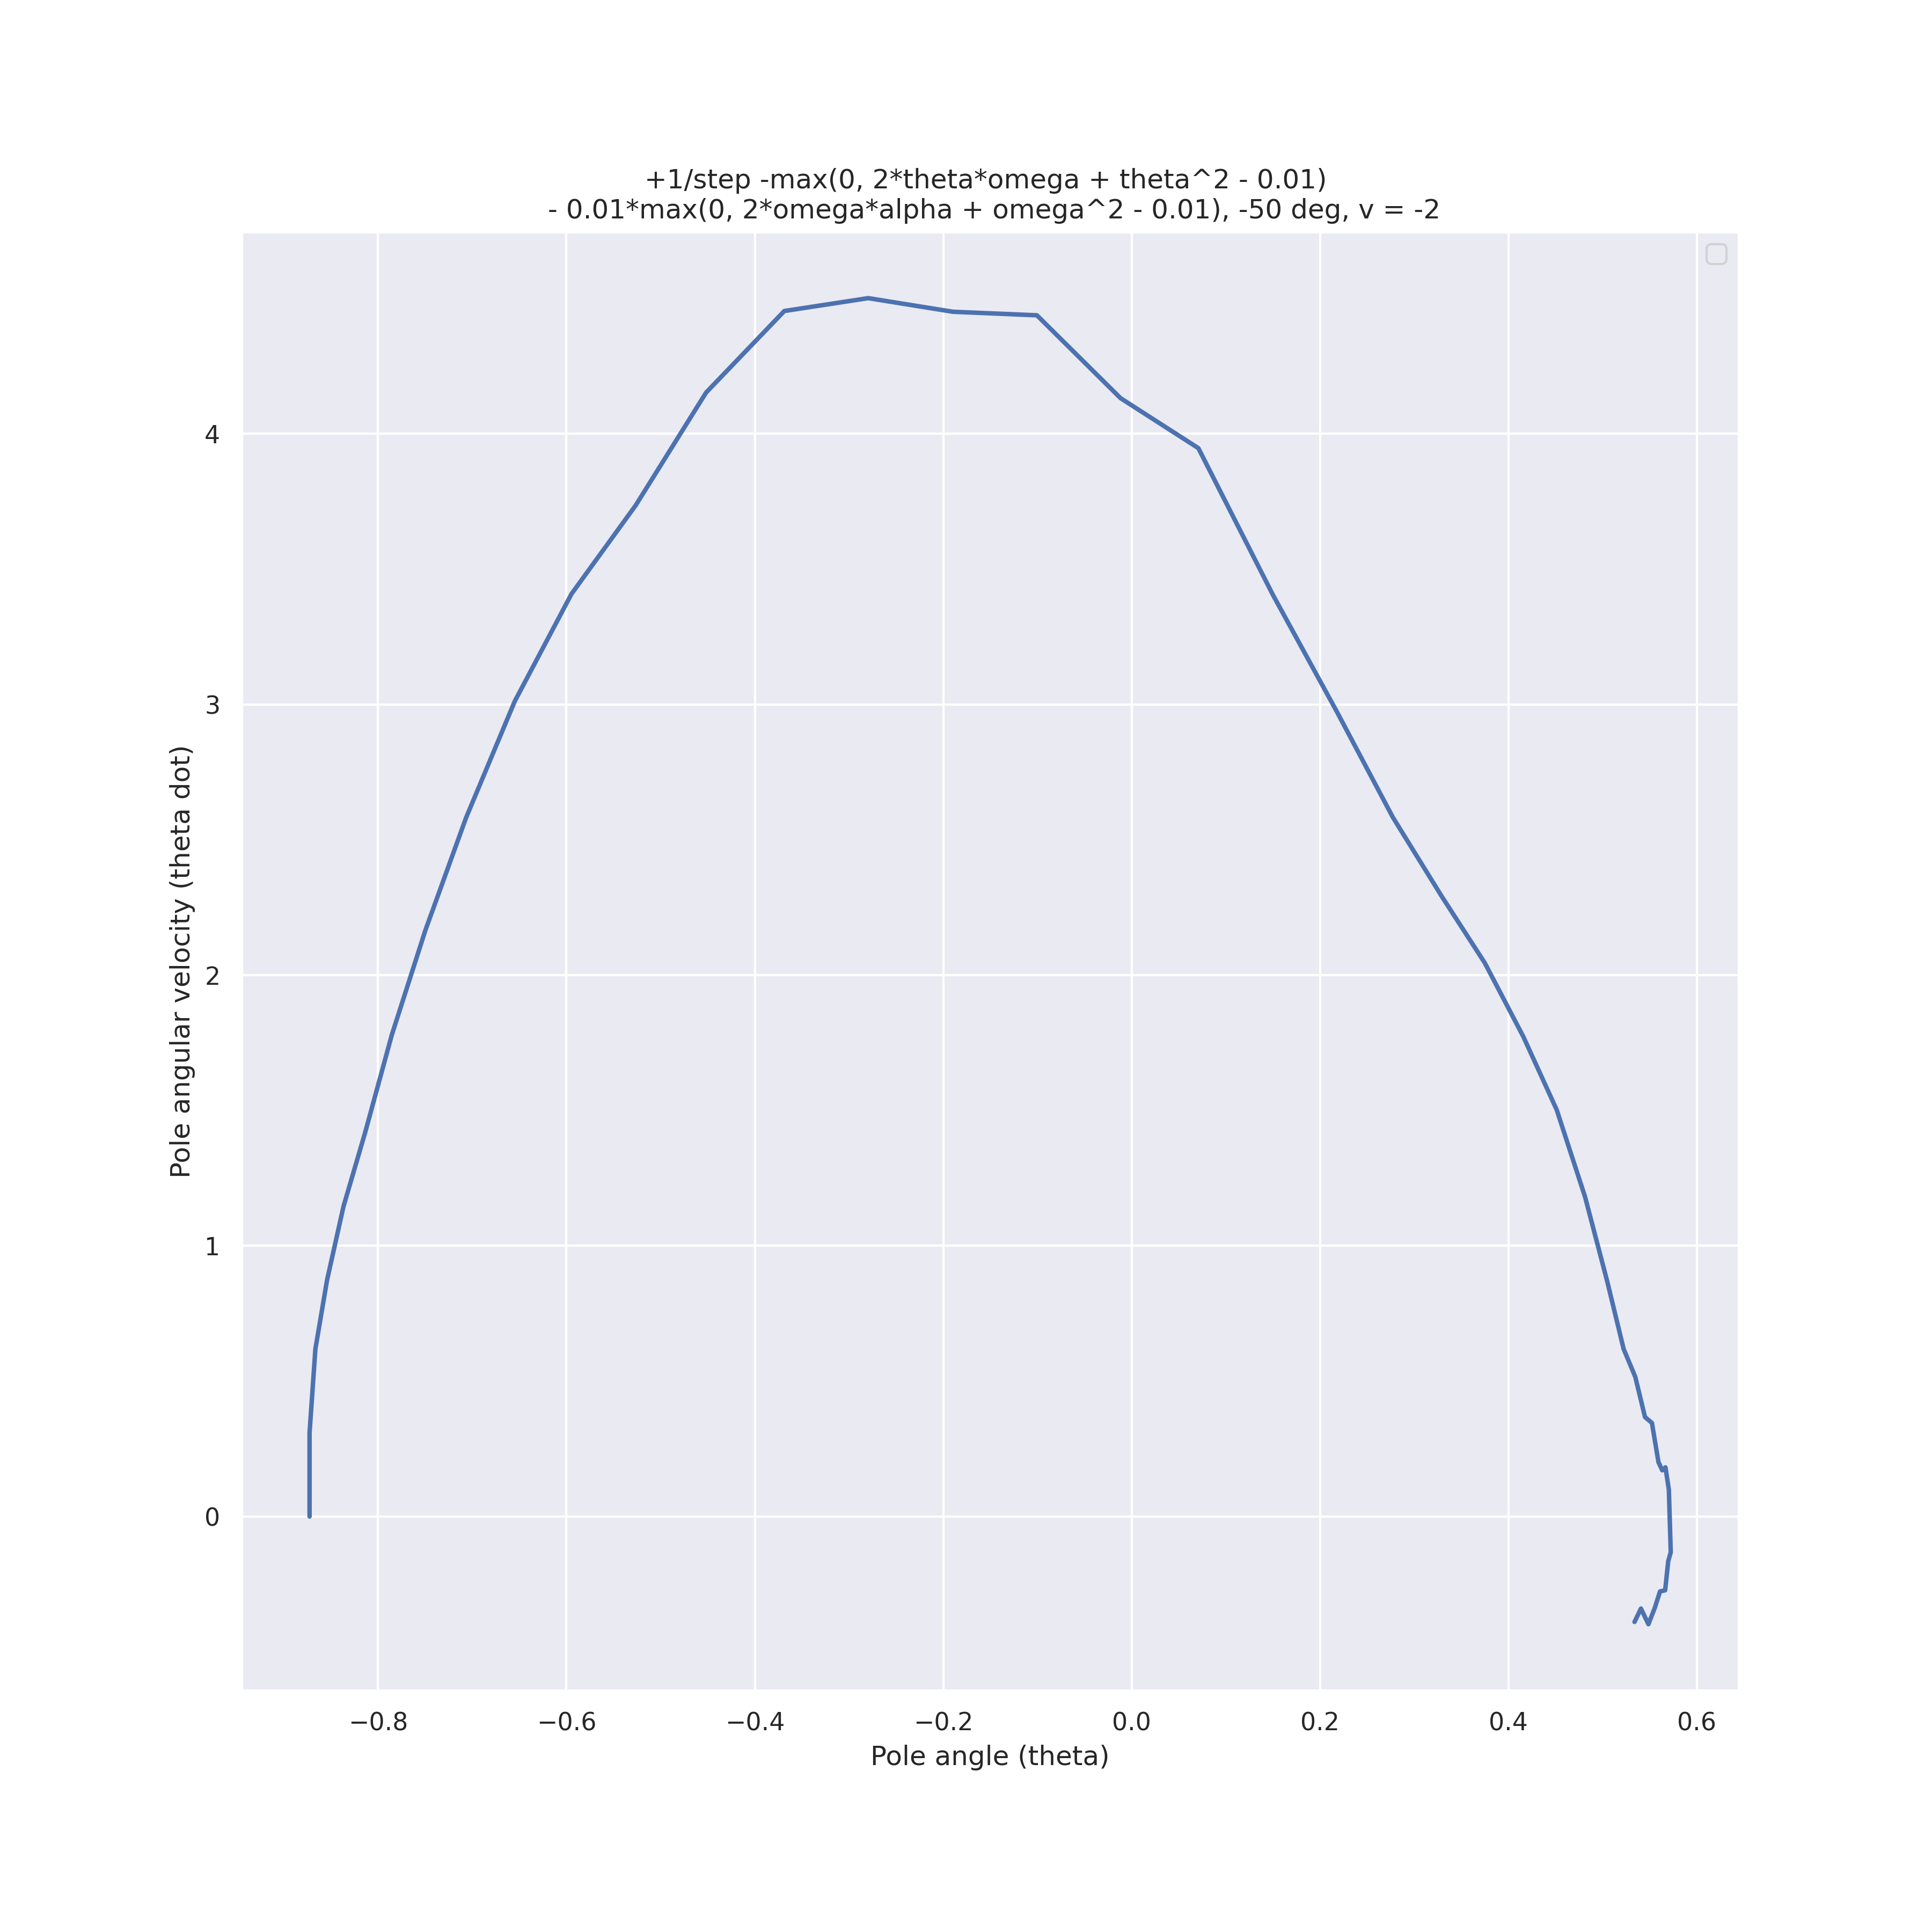 +1/step -max(0, 2*theta*omega + theta^2 - 0.01)
- 0.01*max(0, 2*omega*alpha + omega^2 - 0.01), -50 deg, v = -2
4
3
2
1
0
Pole angular velocity (theta dot)
−0.8 −0.6 −0.4 −0.2 0.0 0.2 0.4 0.6
Pole angle (theta)